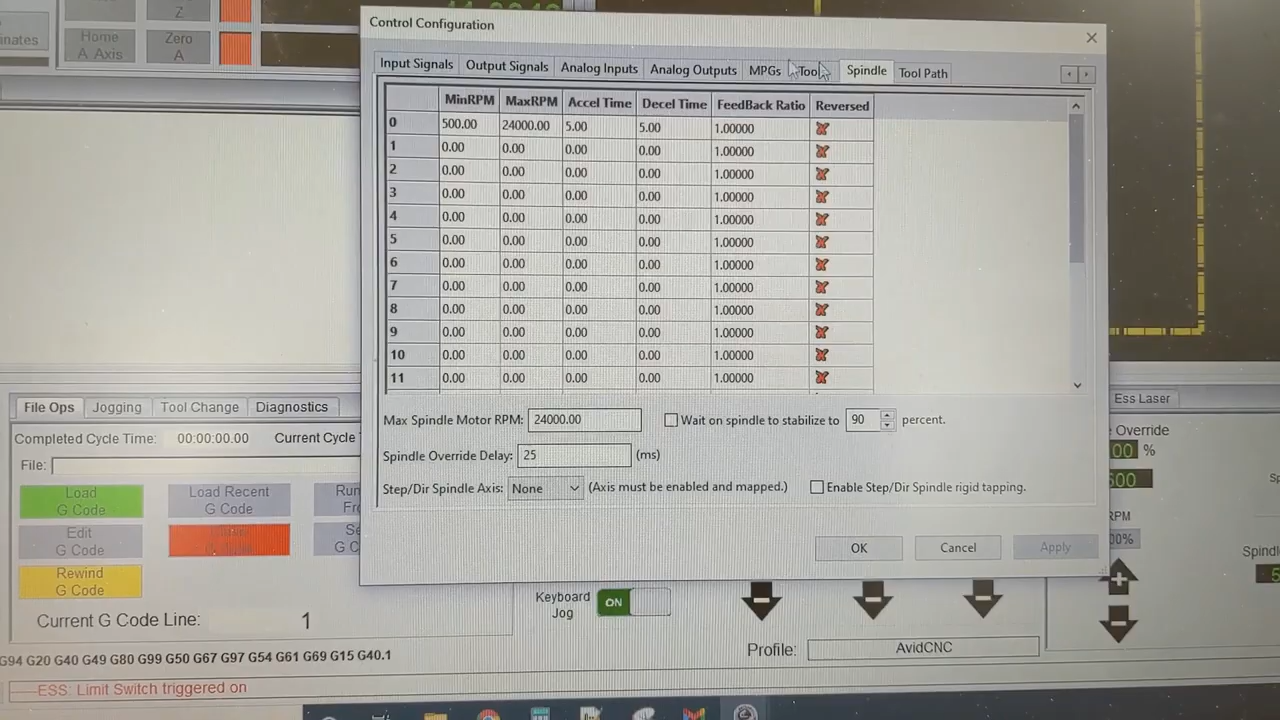 Z
Home
A Axis
Zero
A
inates
Control Configuration
Input Signals Output Signals Analog Inputs Analog Outputs MPGs Tool Spindle Tool Path
MinRPM MaxRPM Accel Time Decel Time FeedBack Ratio Reversed
0 500.00 24000.00 5.00 5.00 1.00000
1 0.00 0.00 0.00 0.00 1.00000
2 0.00 0.00 0.00 0.00 1.00000
3 0.00 0.00 0.00 0.00 1.00000
4 0.00 0.00 0.00 0.00 1.00000
5 0.00 0.00 0.00 0.00 1.00000
6 0.00 0.00 0.00 0.00 1.00000
7 0.00 0.00 0.00 0.00 1.00000
8 0.00 0.00 0.00 0.00 1.00000
9 0.00 0.00 0.00 0.00 1.00000
10 0.00 0.00 0.00 0.00 1.00000
11 0.00 0.00 0.00 0.00 1.00000
Max Spindle Motor RPM: 24000.00 Wait on spindle to stabilize to 90 percent.
Spindle Override Delay: 25 (ms)
Step/Dir Spindle Axis: None (Axis must be enabled and mapped.) Enable Step/Dir Spindle rigid tapping.
OK Cancel Apply
File Ops Jogging Tool Change Diagnostics
Completed Cycle Time: 00:00:00.00 Current Cycle
File:
Load
G Code
Load Recent
G Code
Edit
G Code
Rewind
G Code
Current G Code Line: 1
Keyboard
Jog
ON
Profile: AvidCNC
Ess Laser
Override
00 %
RPM
00%
G94 G20 G40 G49 G80 G99 G50 G67 G97 G54 G61 G69 G15 G40.1
ESS: Limit Switch triggered on